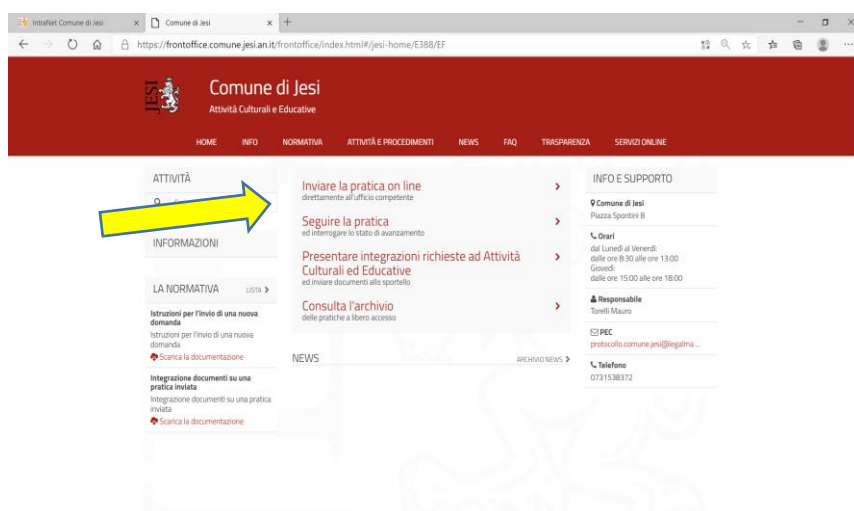 IntraNet Comune di Jesi
Comune di Jesi
https://frontoffice.comune.jesi.an.it/frontoffice/index.html#/jesi-home/E388/EF
JESI
Comune di Jesi
Attività Culturali e Educative
HOME INFO NORMATIVA ATTIVITÀ E PROCEDIMENTI NEWS FAQ TRASPARENZA SERVIZI ONLINE
ATTIVITÀ
INFORMAZIONI
LA NORMATIVA LISTA
Istruzioni per l'invio di una nuova
domanda
Istruzioni per l'invio di una nuova
domanda
Scarica la documentazione
Integrazione documenti su una
pratica inviata
Integrazione documenti su una pratica
inviata
Scarica la documentazione
Inviare la pratica on line
direttamente all'ufficio competente
Seguire la pratica
ed interrogare lo stato di avanzamento
Presentare integrazioni richieste ad Attività
Culturali ed Educative
ed inviare documenti allo sportello
Consulta l'archivio
delle pratiche a libero accesso
NEWS ARCHIVIO NEWS
INFO E SUPPORTO
Comune di Jesi
Piazza Spontini 8
Orari
dal Lunedì al Venerdì:
dalle ore 8:30 alle ore 13:00
Giovedì:
dalle ore 15:00 alle ore 18:00
Responsabile
Torelli Mauro
PEC
protocollo.comune.jesi@legalma ...
Telefono
0731538372